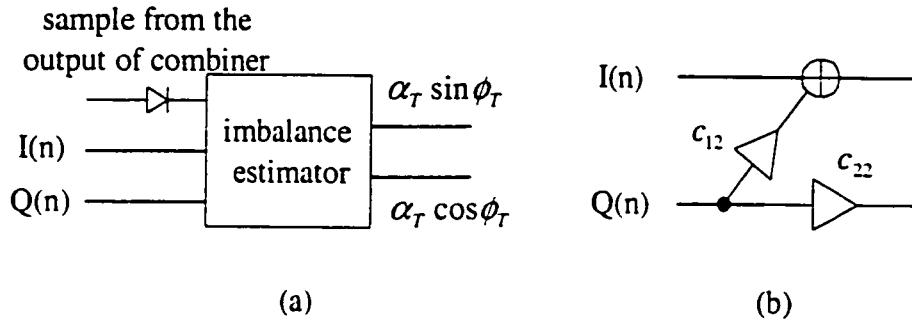 sample from the
output of combiner
I(n)
Q(n)
imbalance
estimator
α_T sin ϕ_T
α_T cos ϕ_T
(a)
I(n)
Q(n)
c_12
c_22
(b)